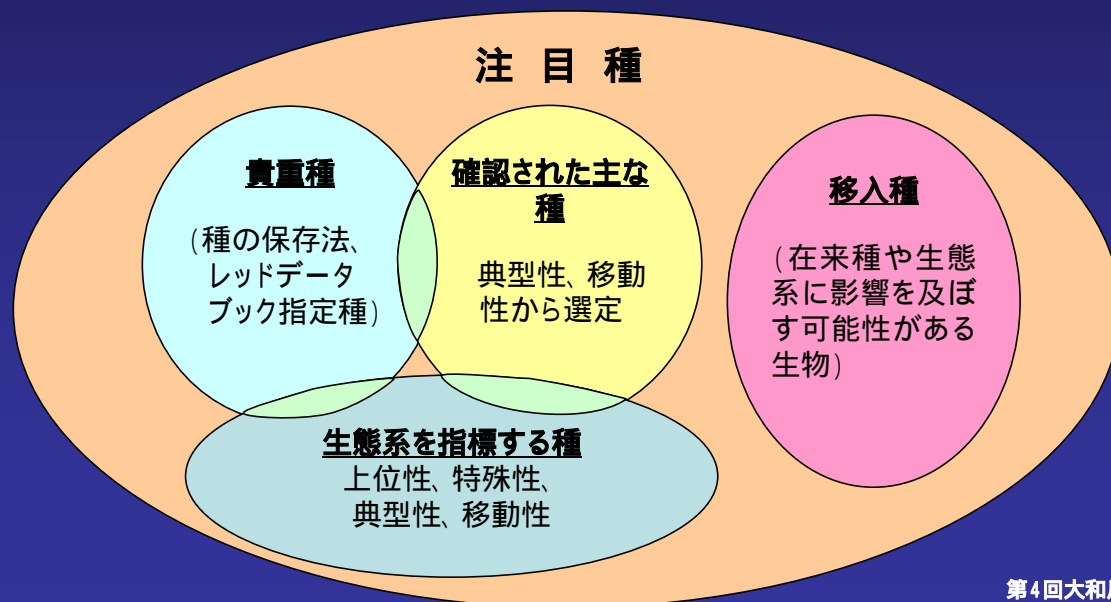 注 目 種
貴重種
(種の保存法、
レッドデータ
ブック指定種)
確認された主な
種
典型性、移動
性から選定
移入種
(在来種や生態
系に影響を及ぼ
す可能性がある
生物)
生態系を指標する種
上位性、特殊性、
典型性、移動性
第4回大和